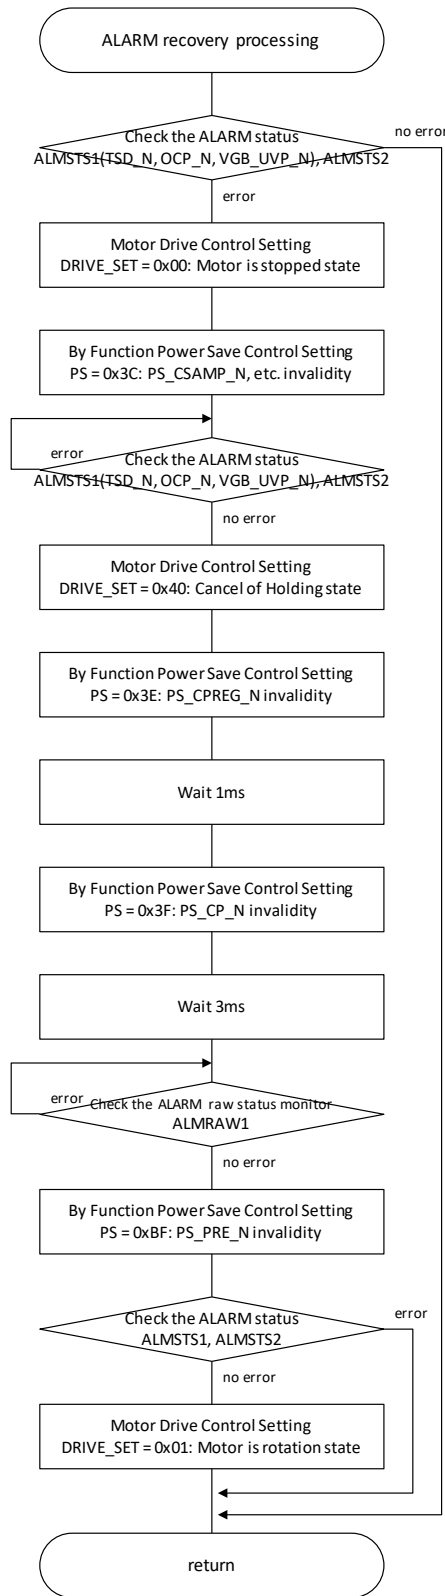 ALARM recovery processing
Check the ALARM status
ALMSTS1(TSD_N, OCP_N, VGB_UVP_N), ALMSTS2
no error
error
Motor Drive Control Setting
DRIVE_SET = 0x00: Motor is stopped state
By Function Power Save Control Setting
PS = 0x3C: PS_CSAMP_N, etc. invalidity
error
Check the ALARM status
ALMSTS1(TSD_N, OCP_N, VGB_UVP_N), ALMSTS2
no error
Motor Drive Control Setting
DRIVE_SET = 0x40: Cancel of Holding state
By Function Power Save Control Setting
PS = 0x3E: PS_CPREG_N invalidity
Wait 1ms
By Function Power Save Control Setting
PS = 0x3F: PS_CP_N invalidity
Wait 3ms
error
Check the ALARM raw status monitor
ALMRAW1
no error
By Function Power Save Control Setting
PS = 0xBF: PS_PRE_N invalidity
Check the ALARM status
ALMSTS1, ALMSTS2
error
no error
Motor Drive Control Setting
DRIVE_SET = 0x01: Motor is rotation state
return